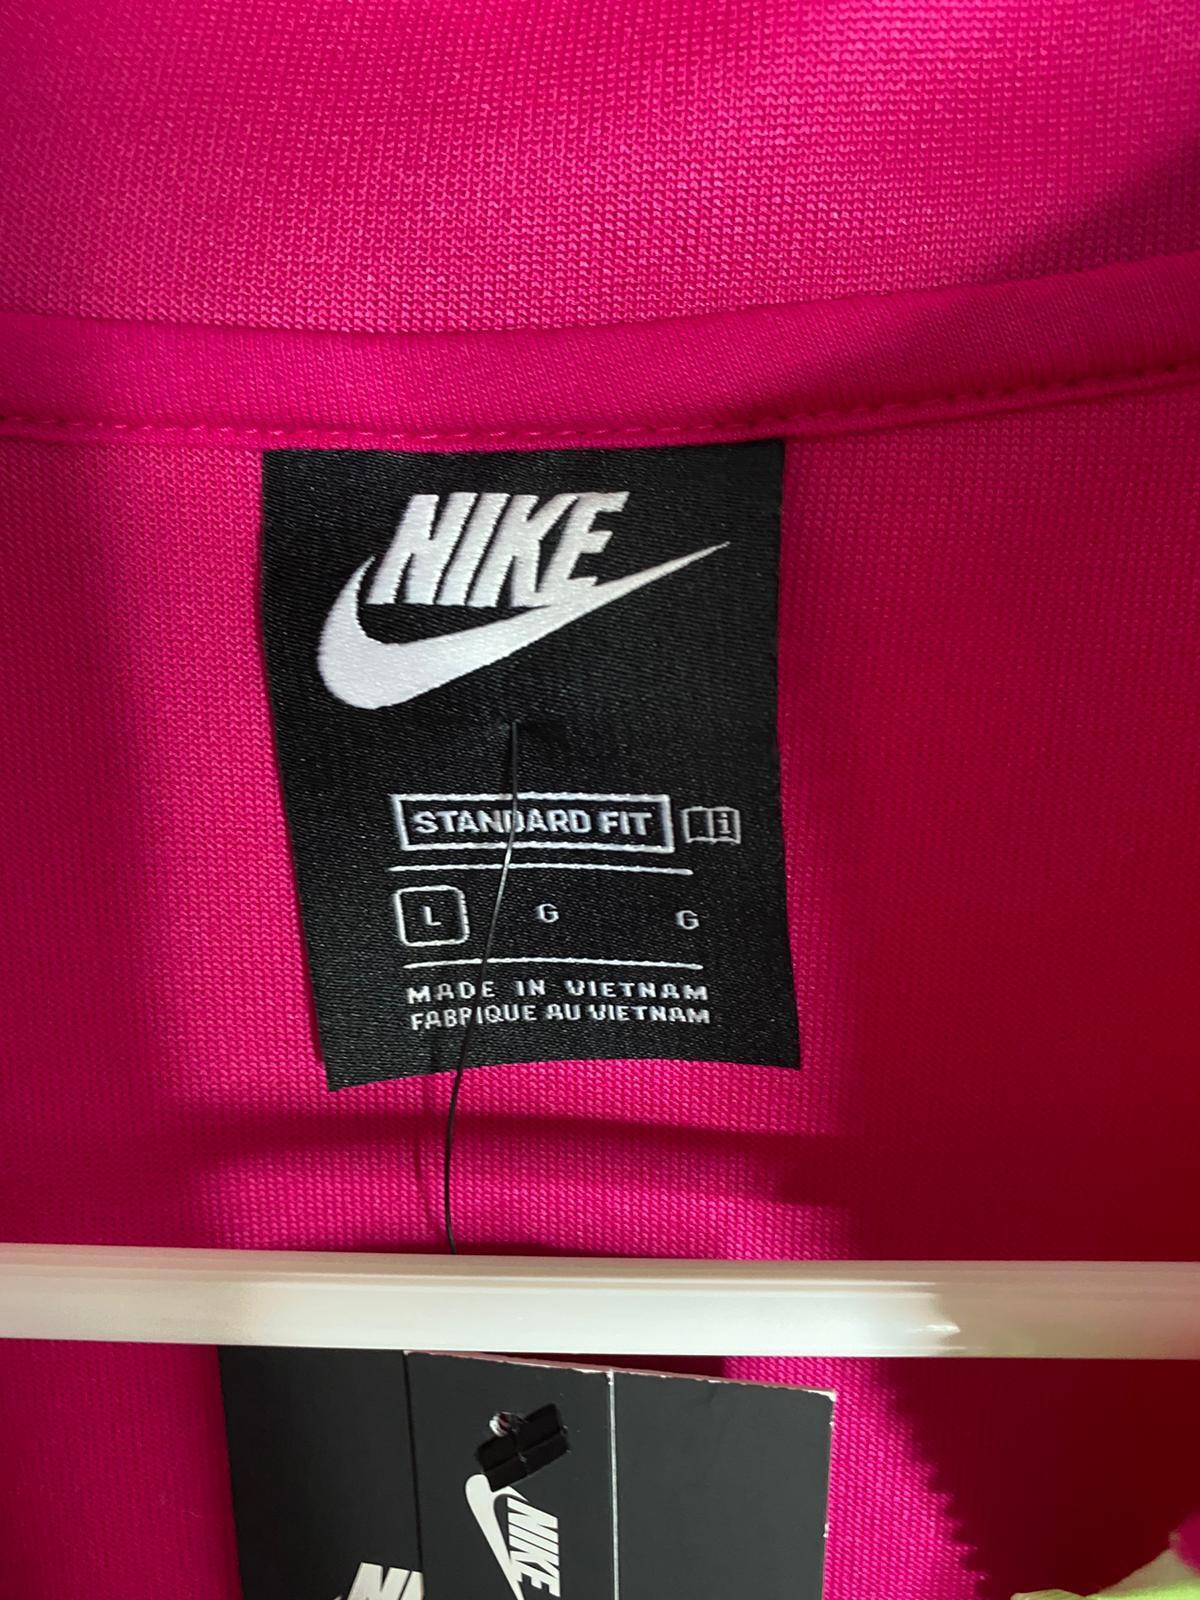 NIKE
STANDARD FIT i
L G G
MADE IN VIETNAM
FABRIQUE AU VIETNAM
NIKE